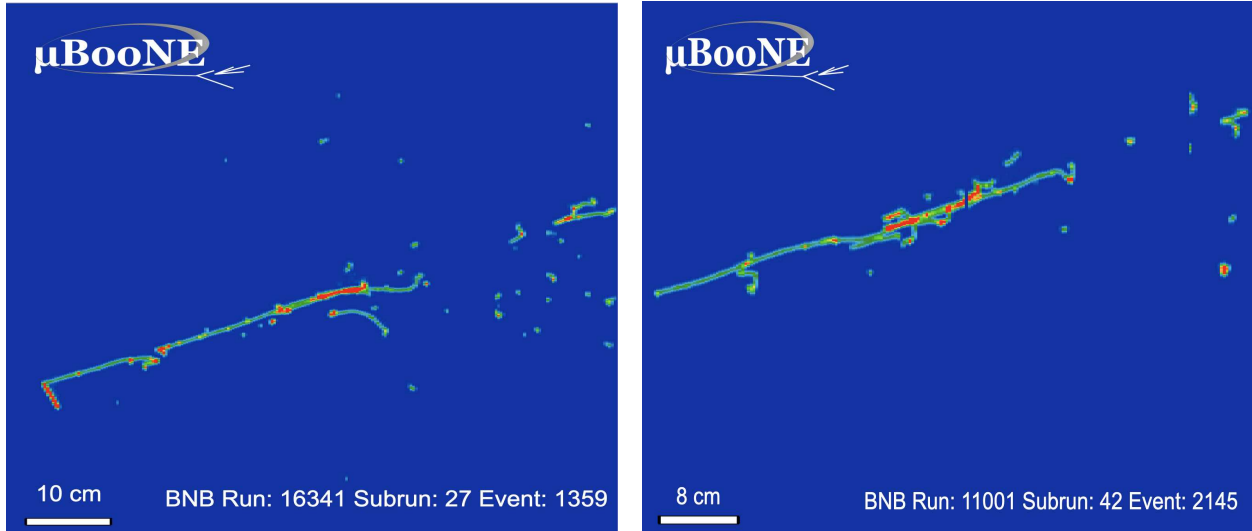 µBooNE
10 cm
BNB Run: 16341 Subrun: 27 Event: 1359
µBooNE
8 cm
BNB Run: 11001 Subrun: 42 Event: 2145